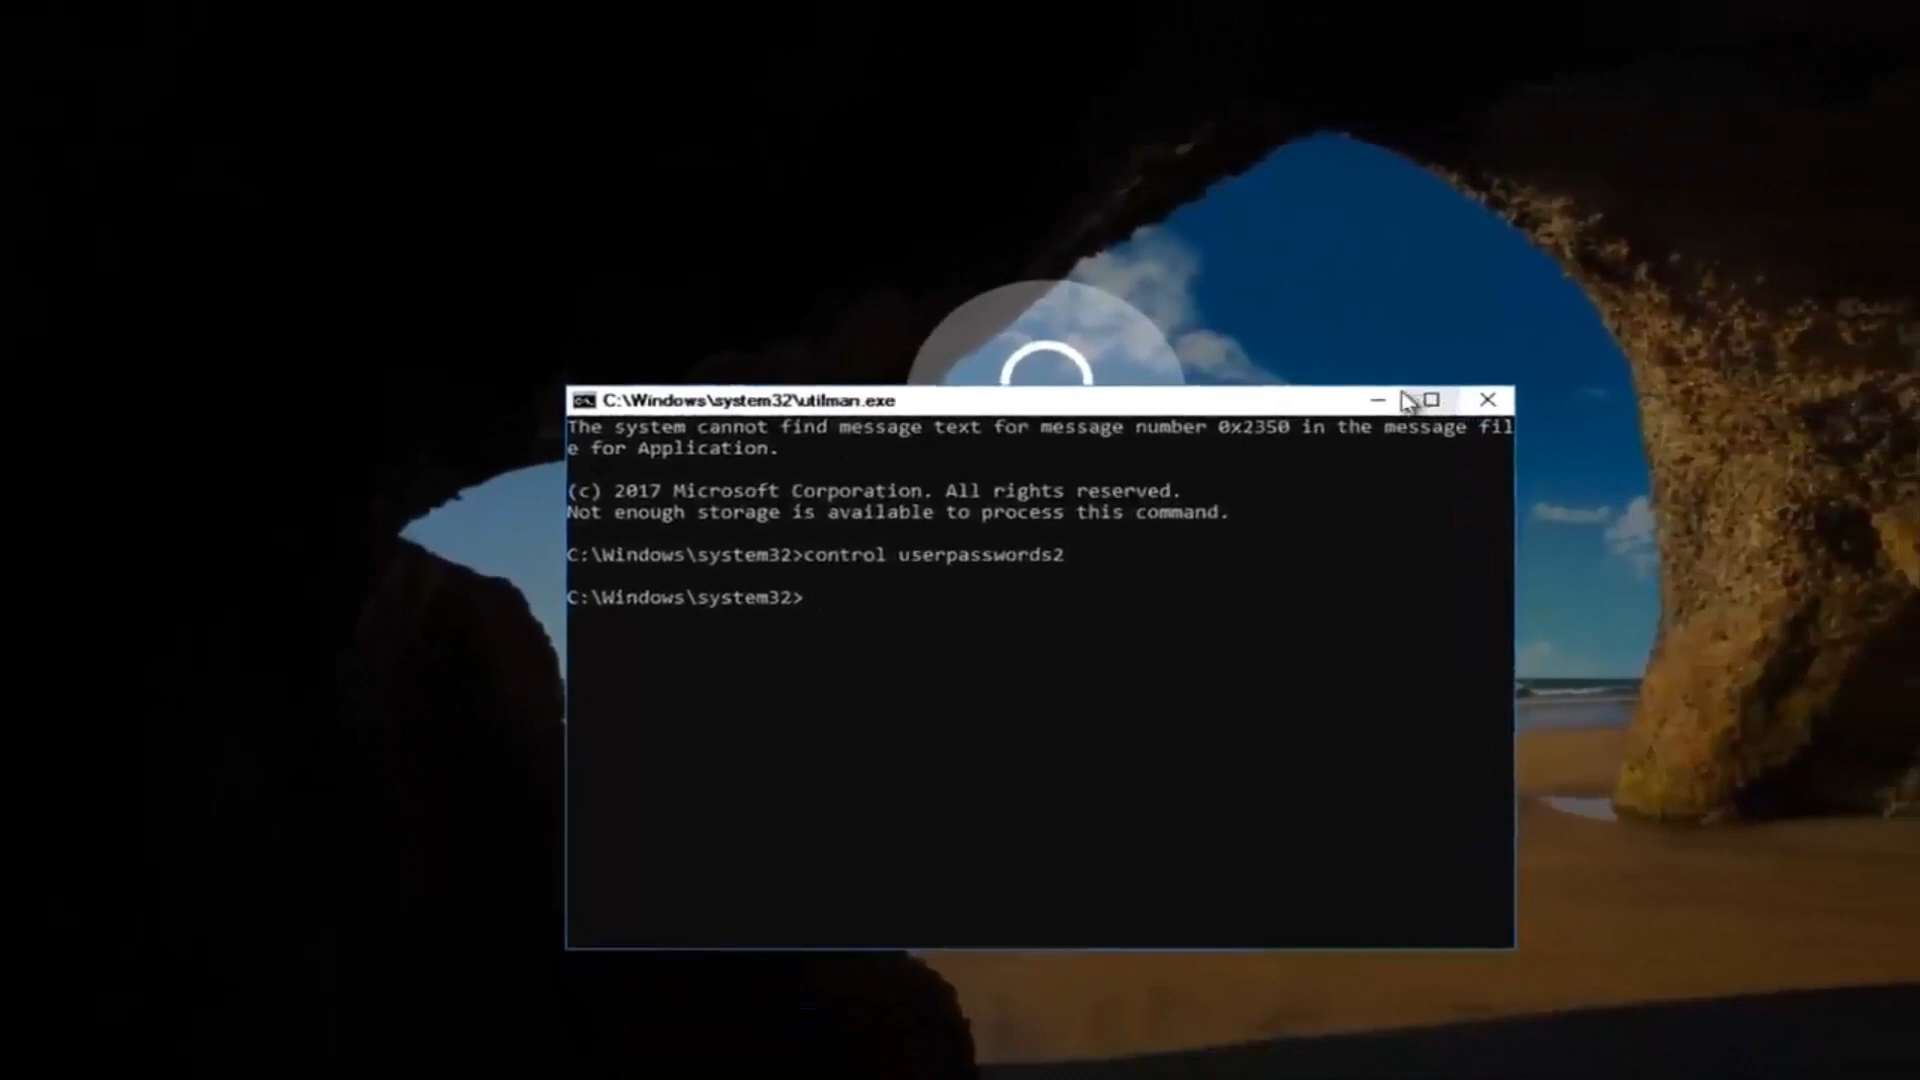 C:\Windows\system32\utilman.exe
The system cannot find message text for message number 0x2350 in the message fil
e for Application.
(c) 2017 Microsoft Corporation. All rights reserved.
Not enough storage is available to process this command.
C:\Windows\system32>control userpasswords2
C:\Windows\system32>